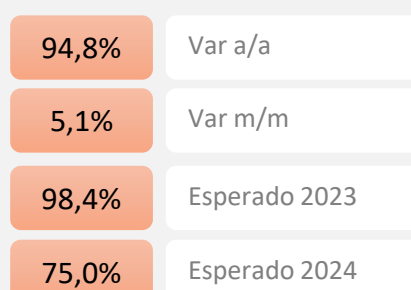 94,8% Var a/a
5,1% Var m/m
98,4% Esperado 2023
75,0% Esperado 2024